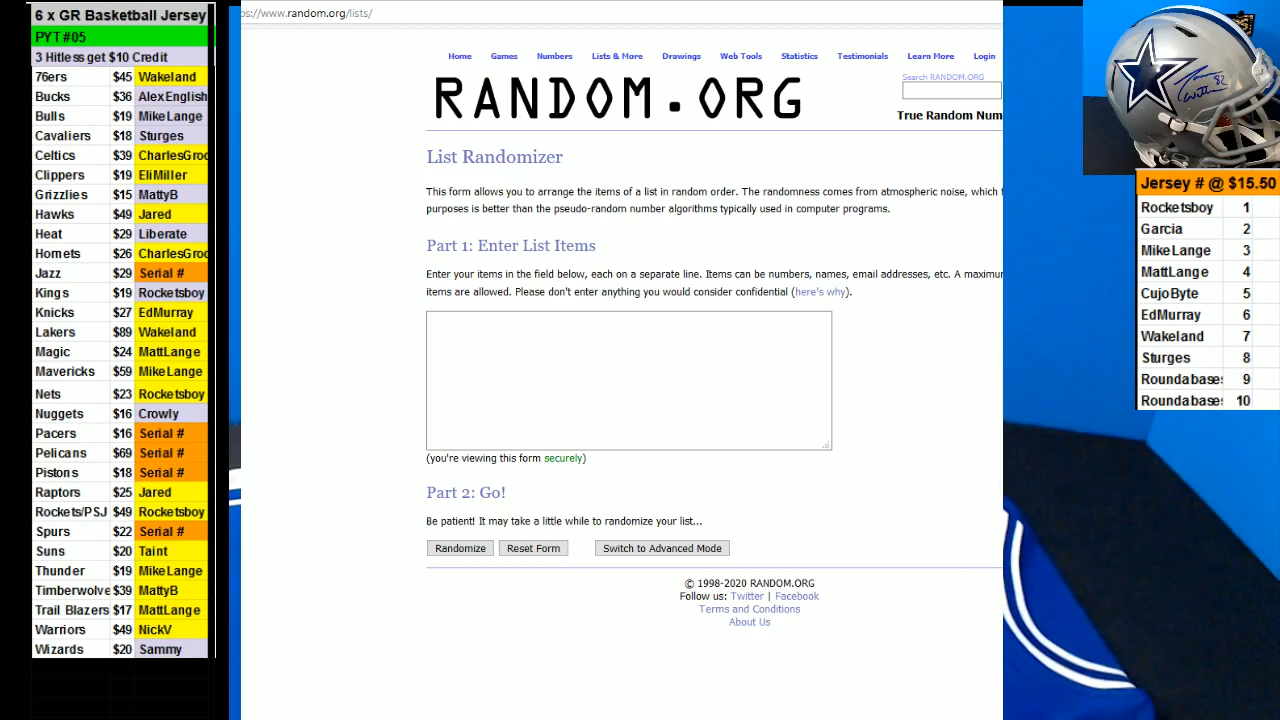 6 x GR Basketball Jersey
PYT #05
3 Hitless get $10 Credit
76ers $45 Wakeland
Bucks $36 AlexEnglish
Bulls $19 MikeLange
Cavaliers $18 Sturges
Celtics $39 CharlesGroo
Clippers $19 EliMiller
Grizzlies $15 MattyB
Hawks $49 Jared
Heat $29 Liberate
Hornets $26 CharlesGroo
Jazz $29 Serial #
Kings $19 Rocketsboy
Knicks $27 EdMurray
Lakers $89 Wakeland
Magic $24 MattLange
Mavericks $59 MikeLange
Nets $23 Rocketsboy
Nuggets $16 Crowly
Pacers $16 Serial #
Pelicans $69 Serial #
Pistons $18 Serial #
Raptors $25 Jared
Rockets/PSJ $49 Rocketsboy
Spurs $22 Serial #
Suns $20 Taint
Thunder $19 MikeLange
Timberwolve $39 MattyB
Trail Blazers $17 MattLange
Warriors $49 NickV
Wizards $20 Sammy
ps://www.random.org/lists/
Home Games Numbers Lists & More Drawings Web Tools Statistics Testimonials Learn More Login
RANDOM.ORG
Search RANDOM.ORG
True Random Num
List Randomizer
This form allows you to arrange the items of a list in random order. The randomness comes from atmospheric noise, which f
purposes is better than the pseudo-random number algorithms typically used in computer programs.
Part 1: Enter List Items
Enter your items in the field below, each on a separate line. Items can be numbers, names, email addresses, etc. A maximu
items are allowed. Please don't enter anything you would consider confidential (here's why).
(you're viewing this form securely)
Part 2: Go!
Be patient! It may take a little while to randomize your list...
Randomize Reset Form Switch to Advanced Mode
© 1998-2020 RANDOM.ORG
Follow us: Twitter | Facebook
Terms and Conditions
About Us
82
Jersey # @ $15.50
Rocketsboy 1
Garcia 2
MikeLange 3
MattLange 4
CujoByte 5
EdMurray 6
Wakeland 7
Sturges 8
Roundabases 9
Roundabases 10